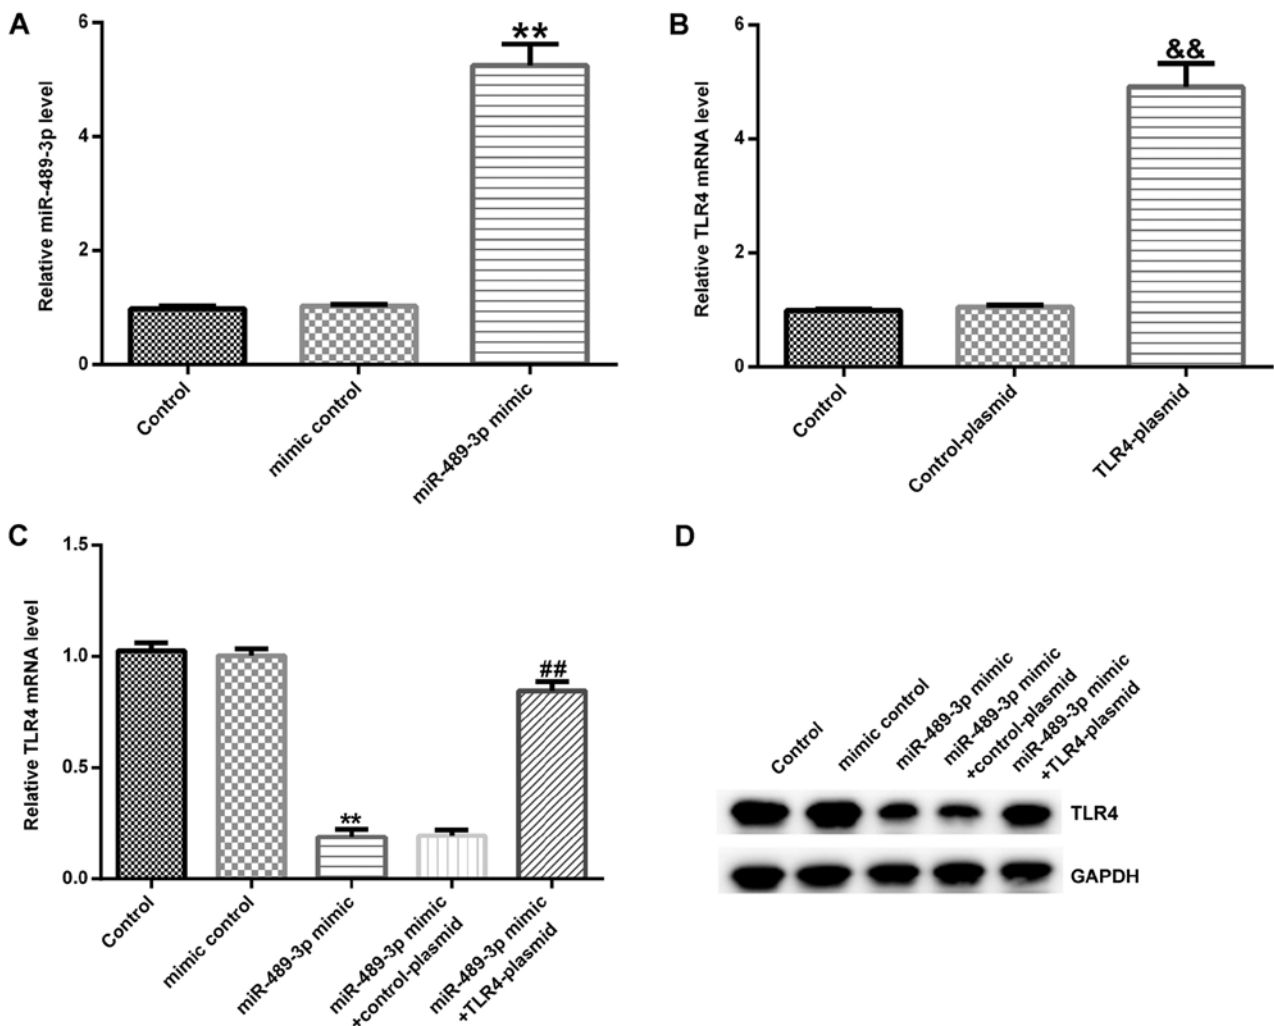 A
Relative miR-489-3p level
6
4
2
0
**
Control
mimic control
miR-489-3p mimic
B
Relative TLR4 mRNA level
6
4
2
0
&&
Control
Control-plasmid
TLR4-plasmid
C
Relative TLR4 mRNA level
1.5
1.0
0.5
0.0
**
##
Control
mimic control
miR-489-3p mimic
miR-489-3p mimic
+control-plasmid
miR-489-3p mimic
+TLR4-plasmid
D
Control
mimic control
miR-489-3p mimic
miR-489-3p mimic
+control-plasmid
miR-489-3p mimic
+TLR4-plasmid
TLR4
GAPDH